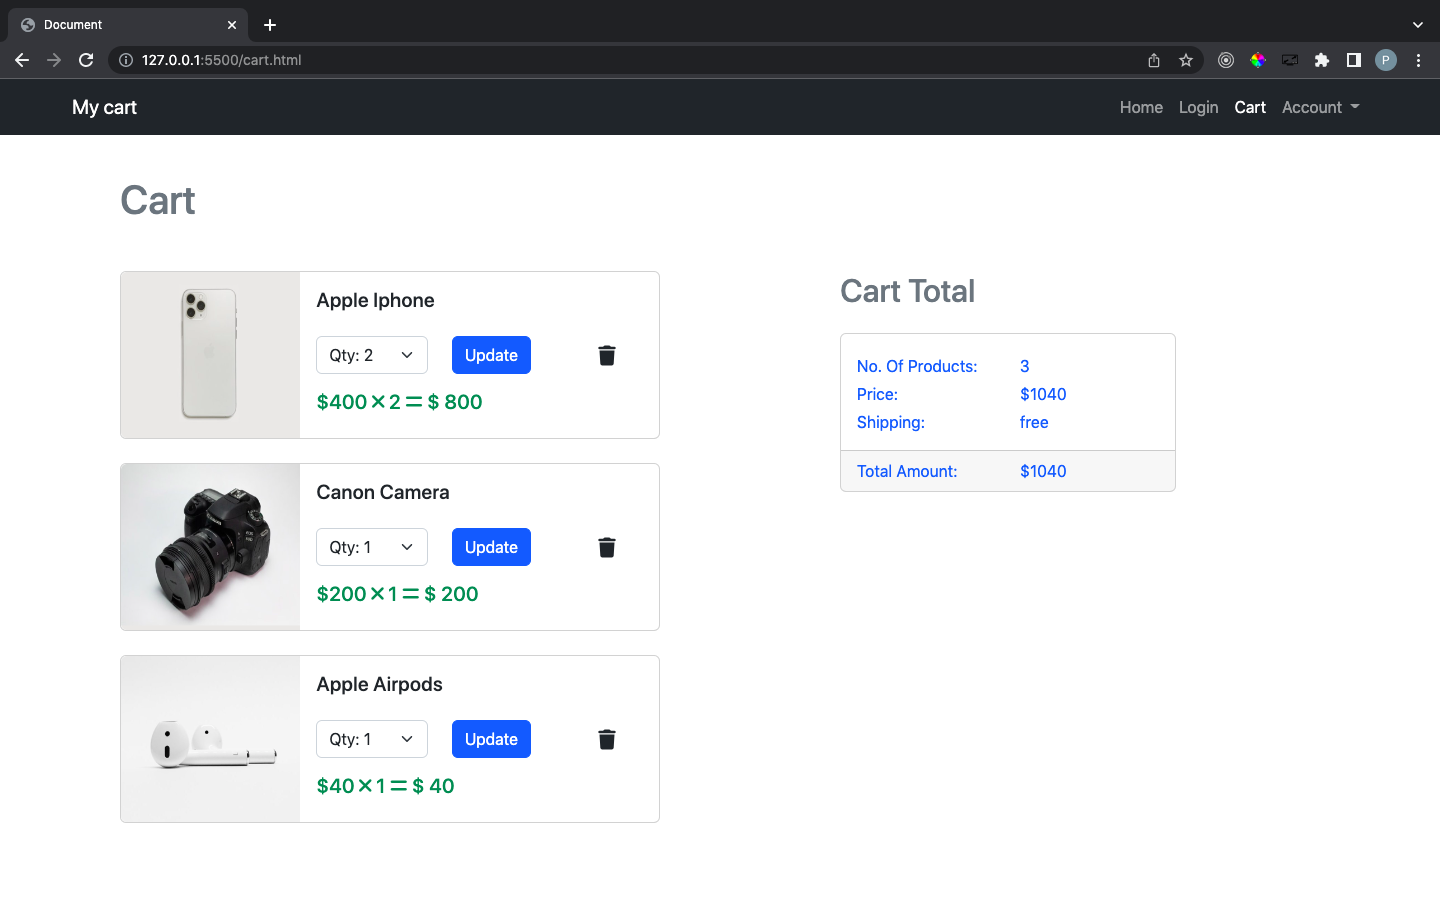 Document
127.0.0.1:5500/cart.html
P
My cart
Home Login Cart Account
Cart
Apple Iphone
Qty: 2 Update
$400 × 2 = $ 800
Canon Camera
Qty: 1 Update
$200 × 1 = $ 200
Apple Airpods
Qty: 1 Update
$40 × 1 = $ 40
Cart Total
No. Of Products: 3
Price: $1040
Shipping: free
Total Amount: $1040